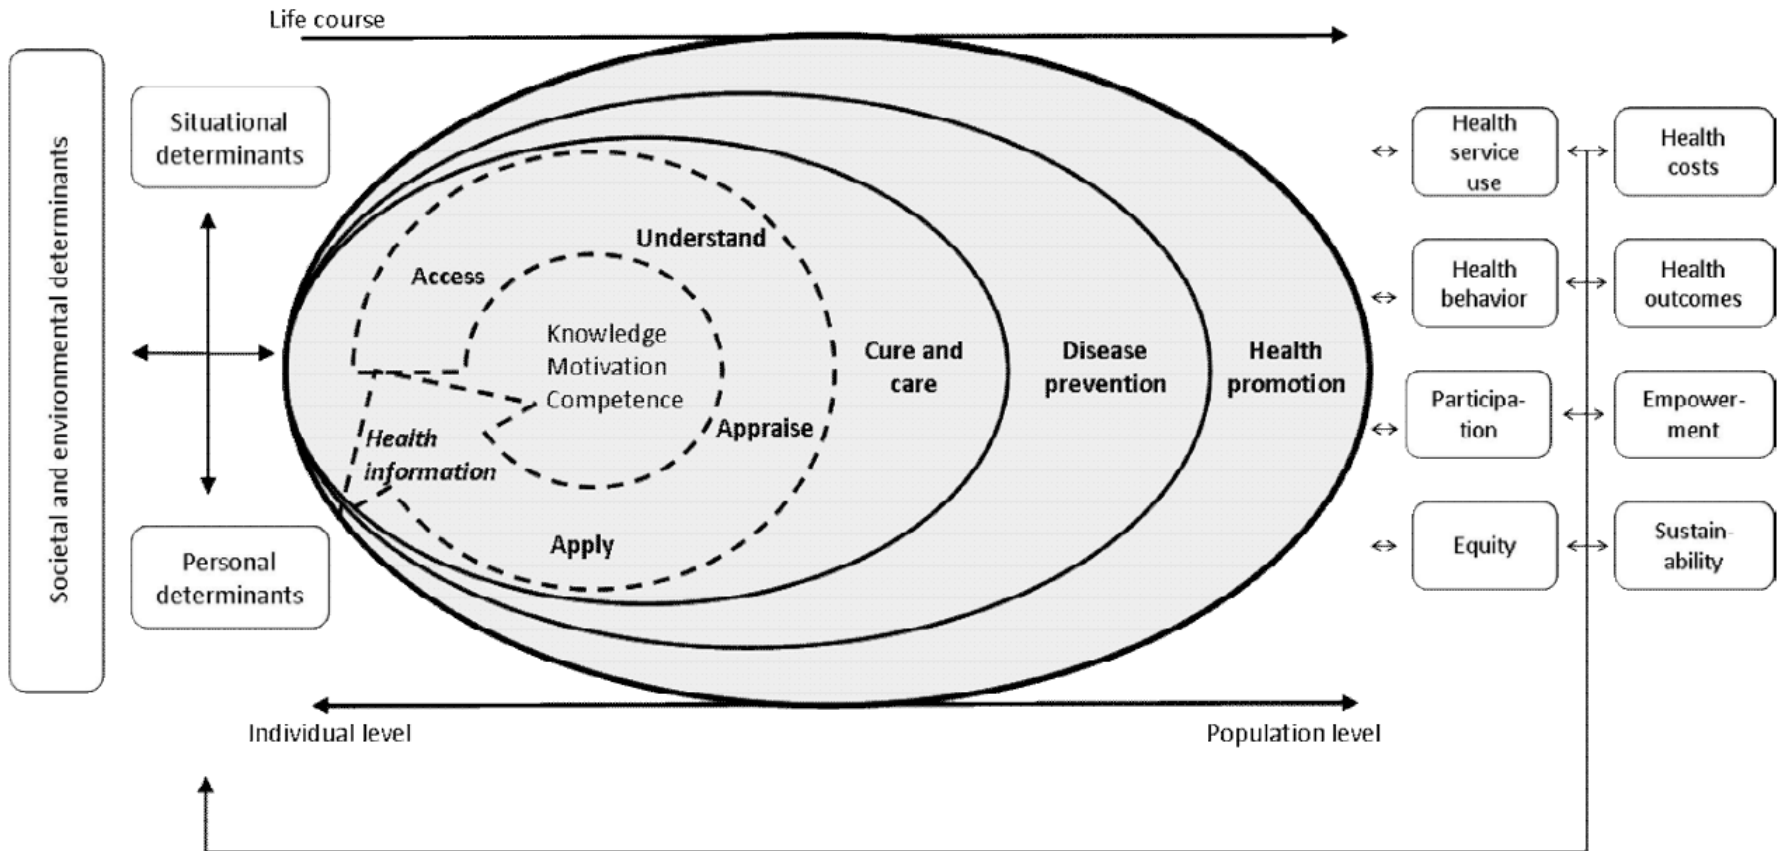 Life course
Societal and environmental determinants
Situational
determinants
Personal
determinants
Access
Understand
Appraise
Apply
Health
information
Knowledge
Motivation
Competence
Cure and
care
Disease
prevention
Health
promotion
Individual level
Population level
Health
service
use
Health
costs
Health
behavior
Health
outcomes
Participa-
tion
Empower-
ment
Equity
Sustain-
ability